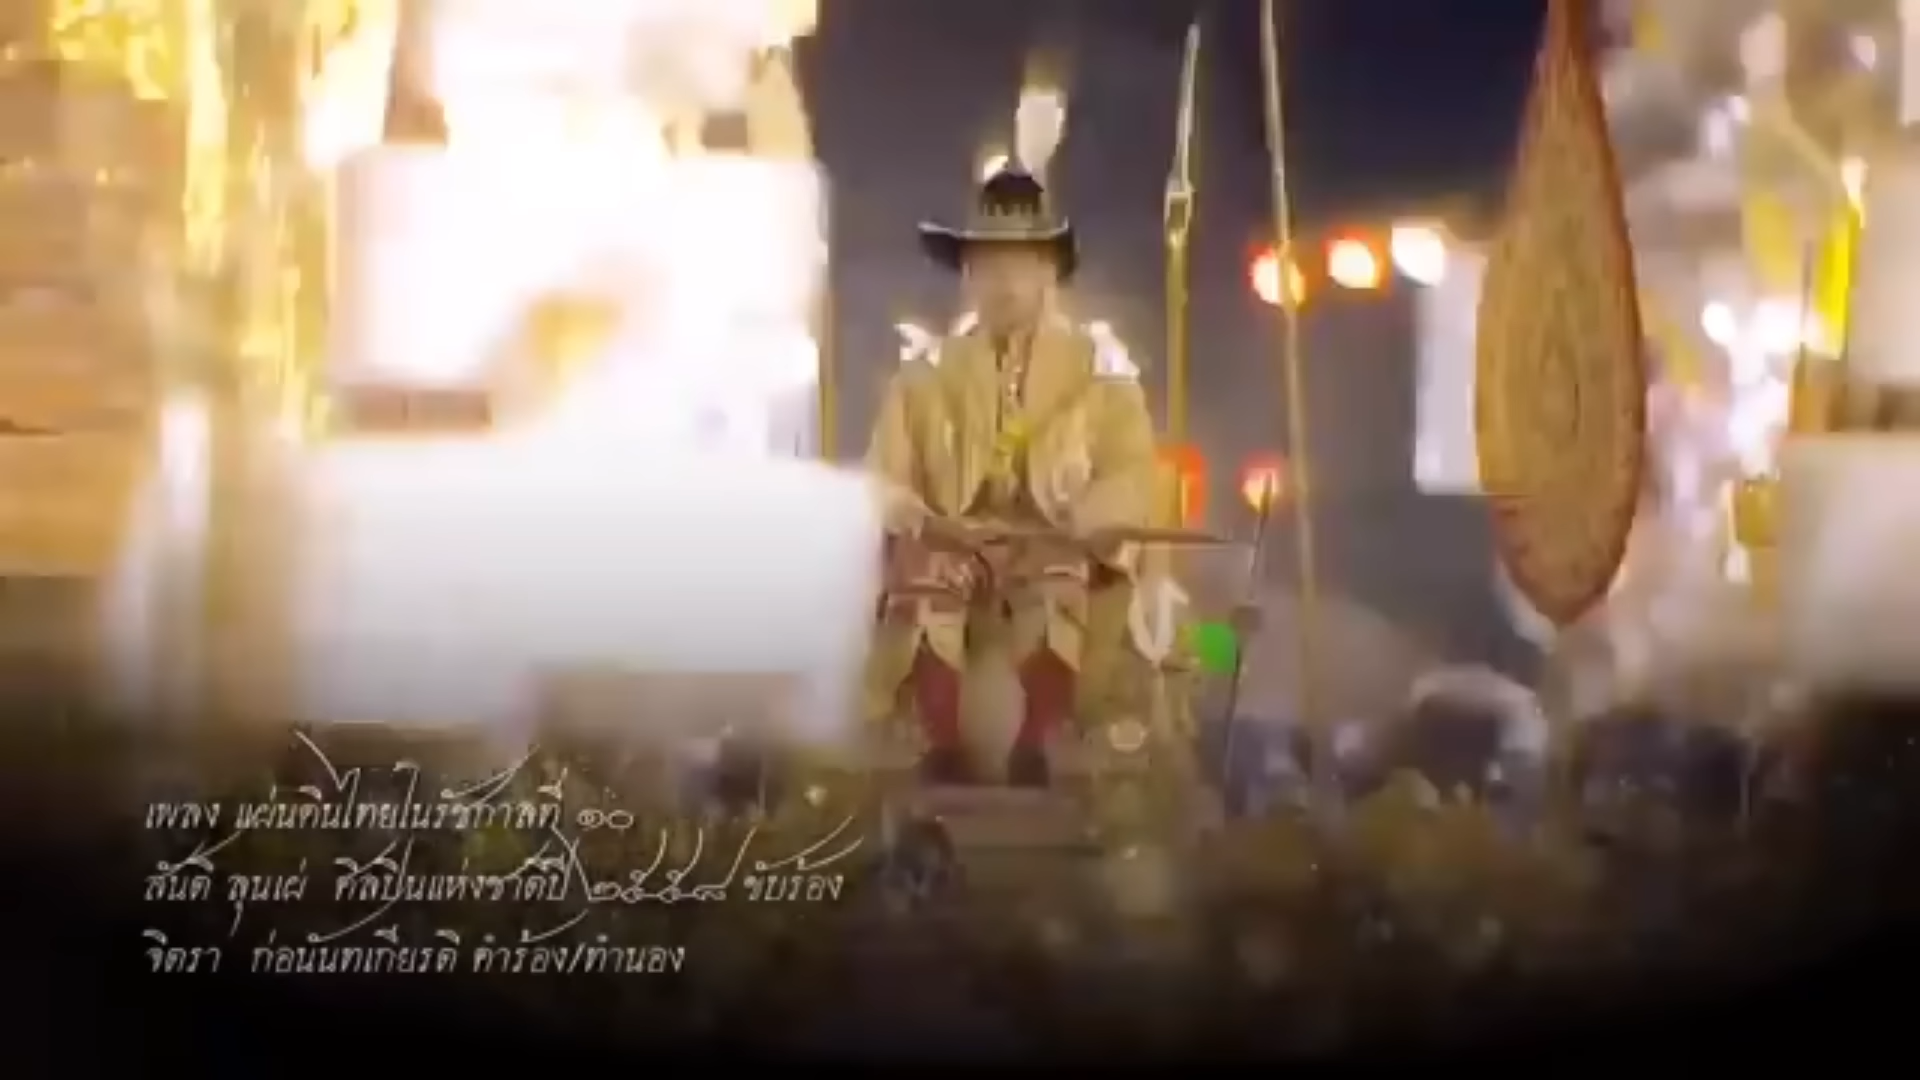 เพลง แผ่นดินไทยในรัชกาลที่ ๑๐
สันติ ลุนเผ่ ศิลปินแห่งชาติปี ๒๕๕๘ ขับร้อง
จิตรา ก่อนันทเกียรติ คำร้อง/ทำนอง